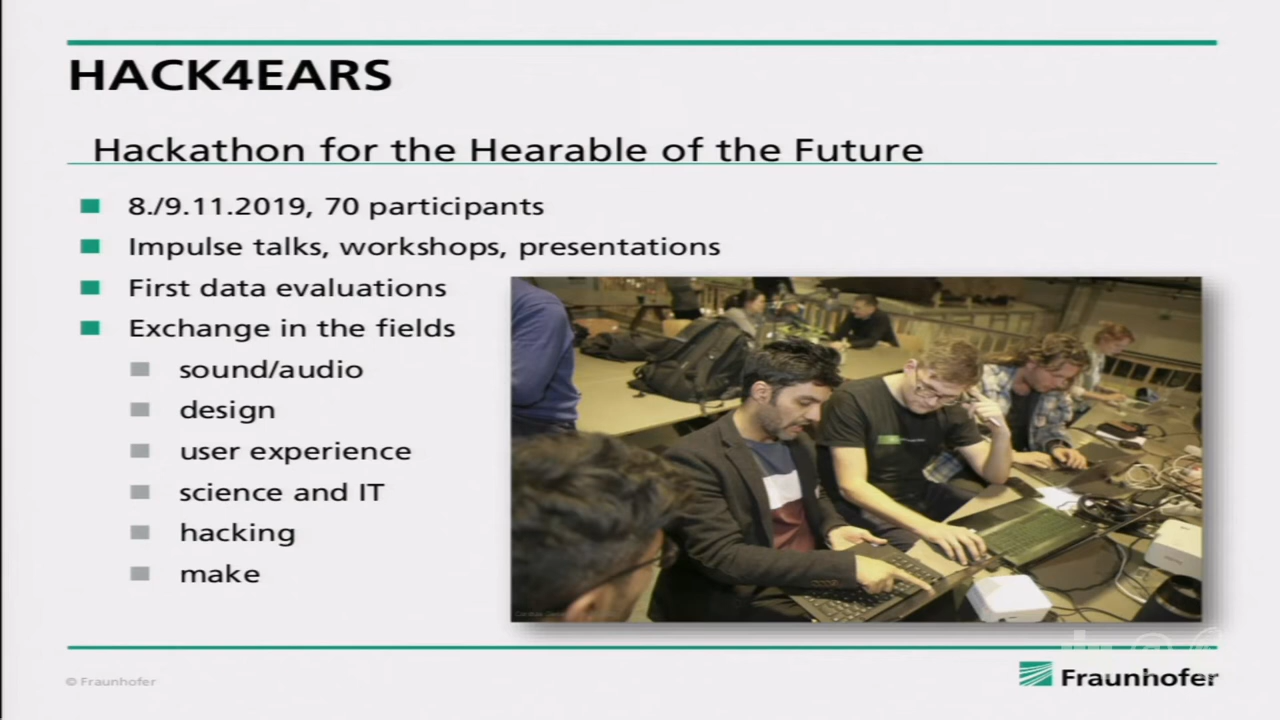 HACK4EARS
Hackathon for the Hearable of the Future
8./9.11.2019, 70 participants
Impulse talks, workshops, presentations
First data evaluations
Exchange in the fields
sound/audio
design
user experience
science and IT
hacking
make
© Fraunhofer
Fraunhofer